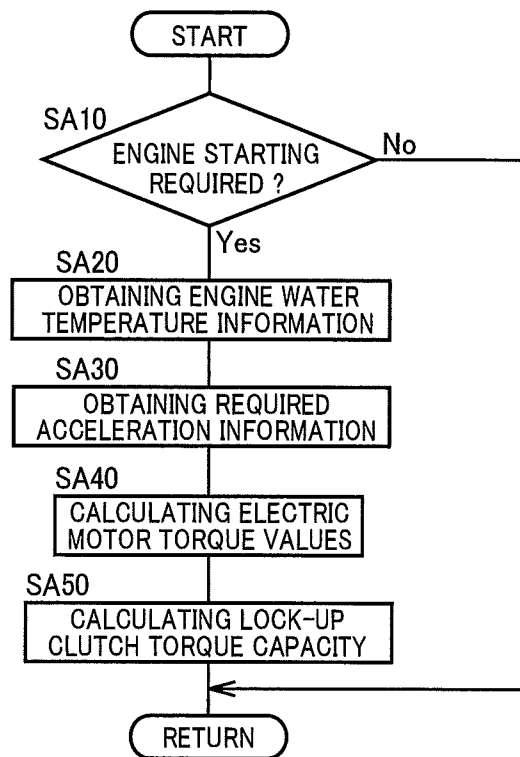 START
SA10
ENGINE STARTING
REQUIRED ?
No
Yes
SA20
OBTAINING ENGINE WATER
TEMPERATURE INFORMATION
SA30
OBTAINING REQUIRED
ACCELERATION INFORMATION
SA40
CALCULATING ELECTRIC
MOTOR TORQUE VALUES
SA50
CALCULATING LOCK-UP
CLUTCH TORQUE CAPACITY
RETURN